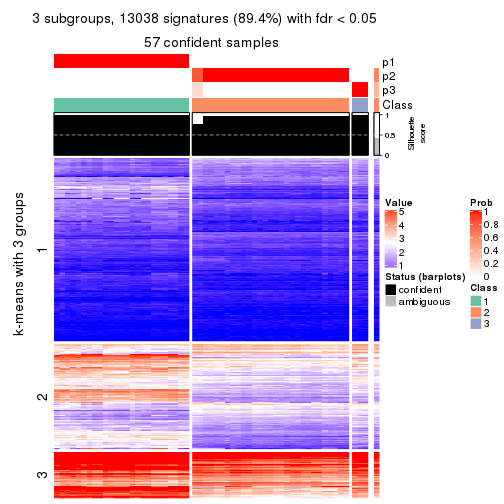 3 subgroups, 13038 signatures (89.4%) with fdr < 0.05
57 confident samples
p1
p2
p3
Class
1
0.5
0
Silhouette
score
k-means with 3 groups
1
2
3
Value
5
4
3
2
1
Status (barplots)
confident
ambiguous
Prob
1
0.8
0.6
0.4
0.2
0
Class
1
2
3